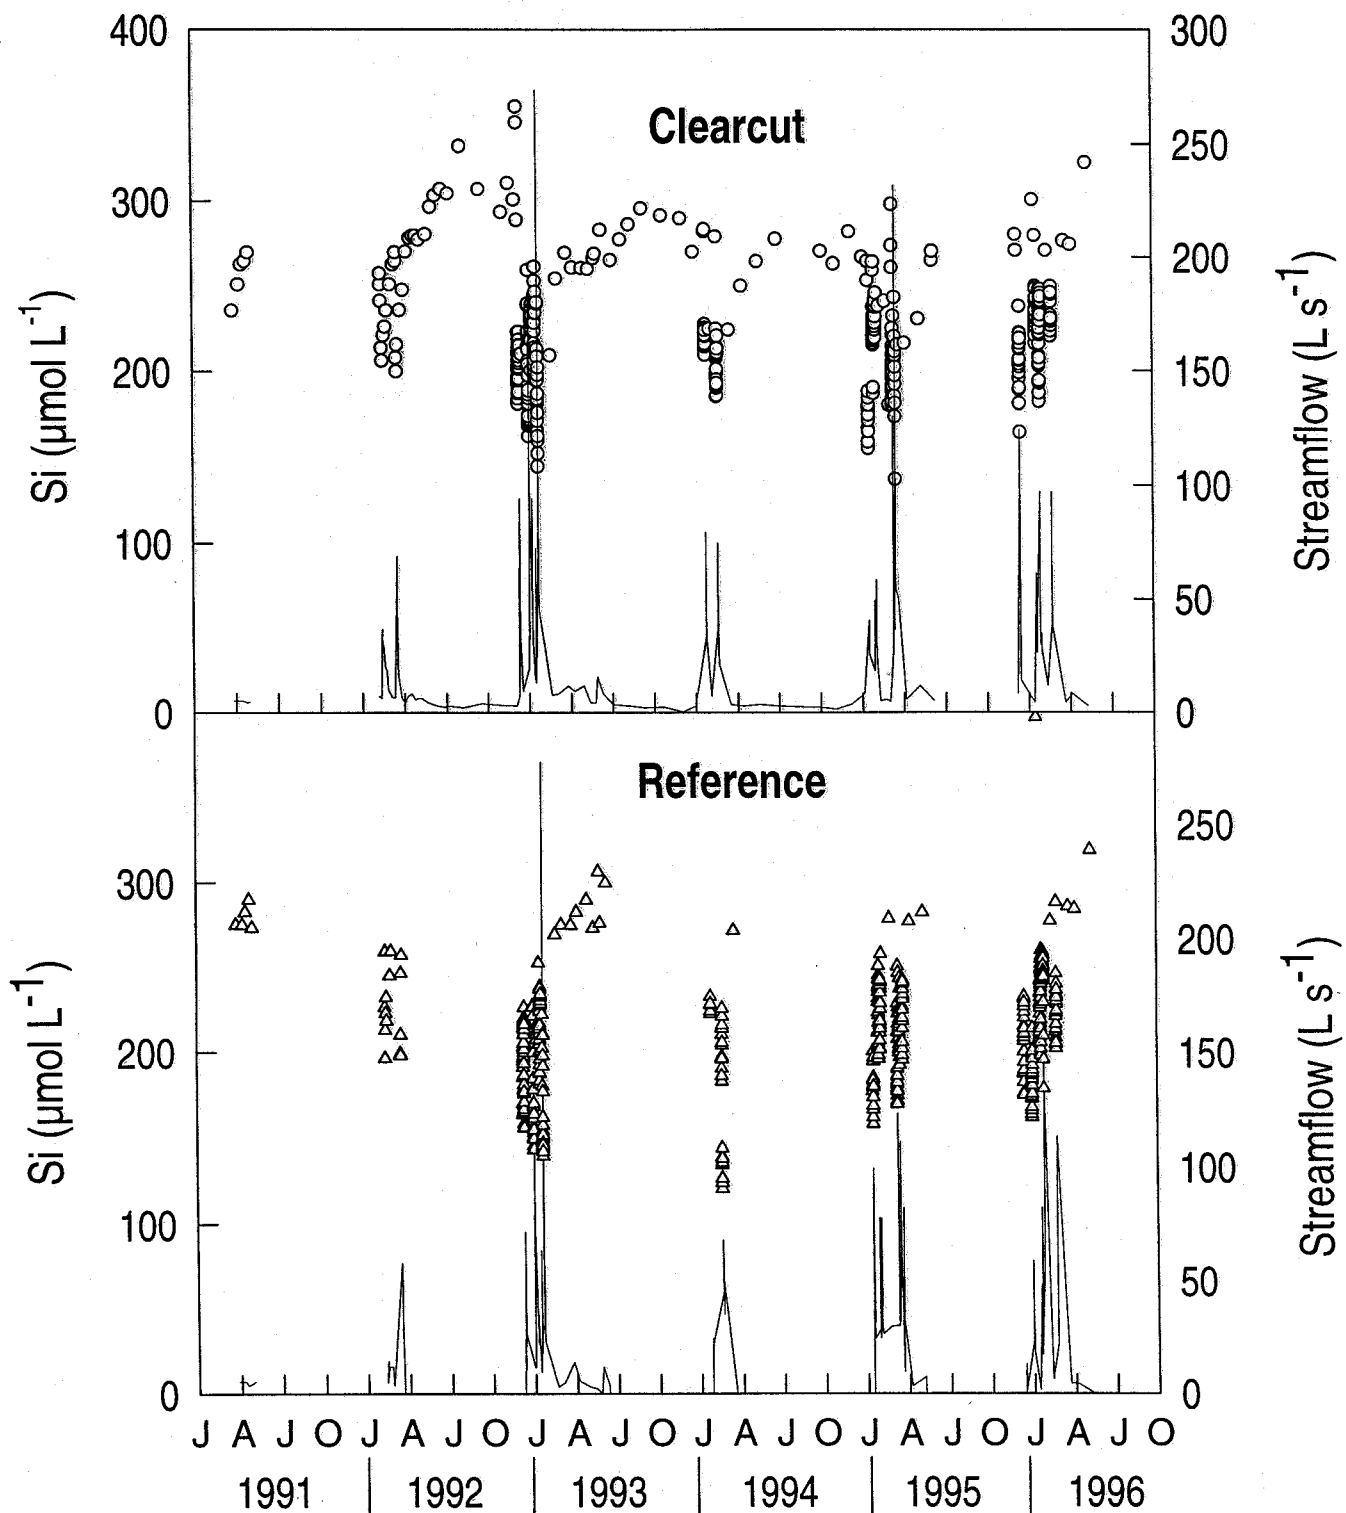 400
300
Clearcut
250
300
200
Si (µmol L-1)
Streamflow (L s-1)
200
150
100
100
50
0
0
Reference
250
300
200
Si (µmol L-1)
Streamflow (L s-1)
200
150
100
100
50
0
0
J A J O J A J O J A J O J A J O J A J O J A J O
1991 1992 1993 1994 1995 1996